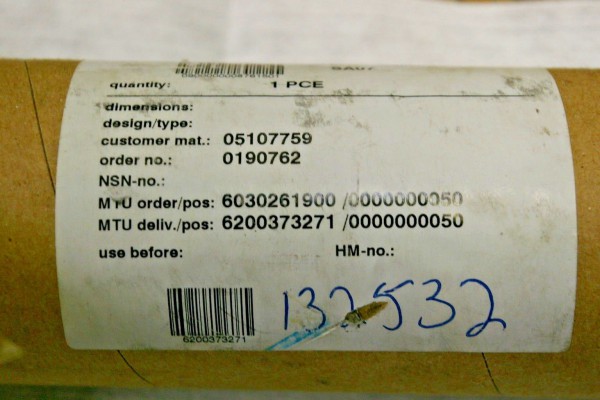 quantity: 1 PCE
dimensions:
design/type:
customer mat.: 05107759
order no.: 0190762
NSN-no.:
MTU order/pos: 6030261900 /0000000050
MTU deliv./pos: 6200373271 /0000000050
use before: HM-no.:
132532
6200373271